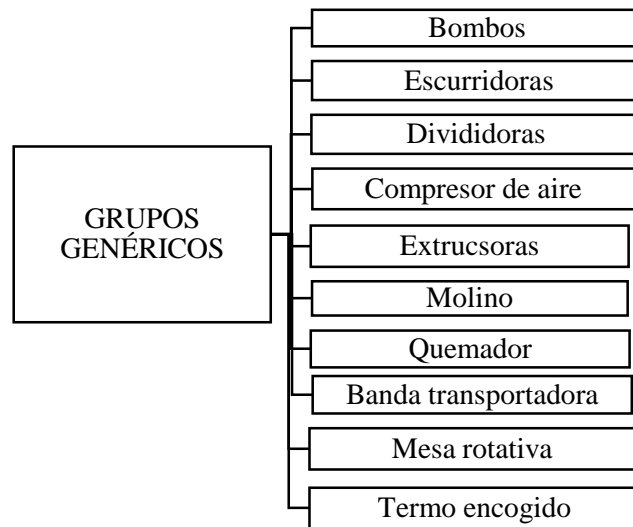 GRUPOS
GENÉRICOS
Bombos
Escurridoras
Divididoras
Compresor de aire
Extrucsoras
Molino
Quemador
Banda transportadora
Mesa rotativa
Termo encogido